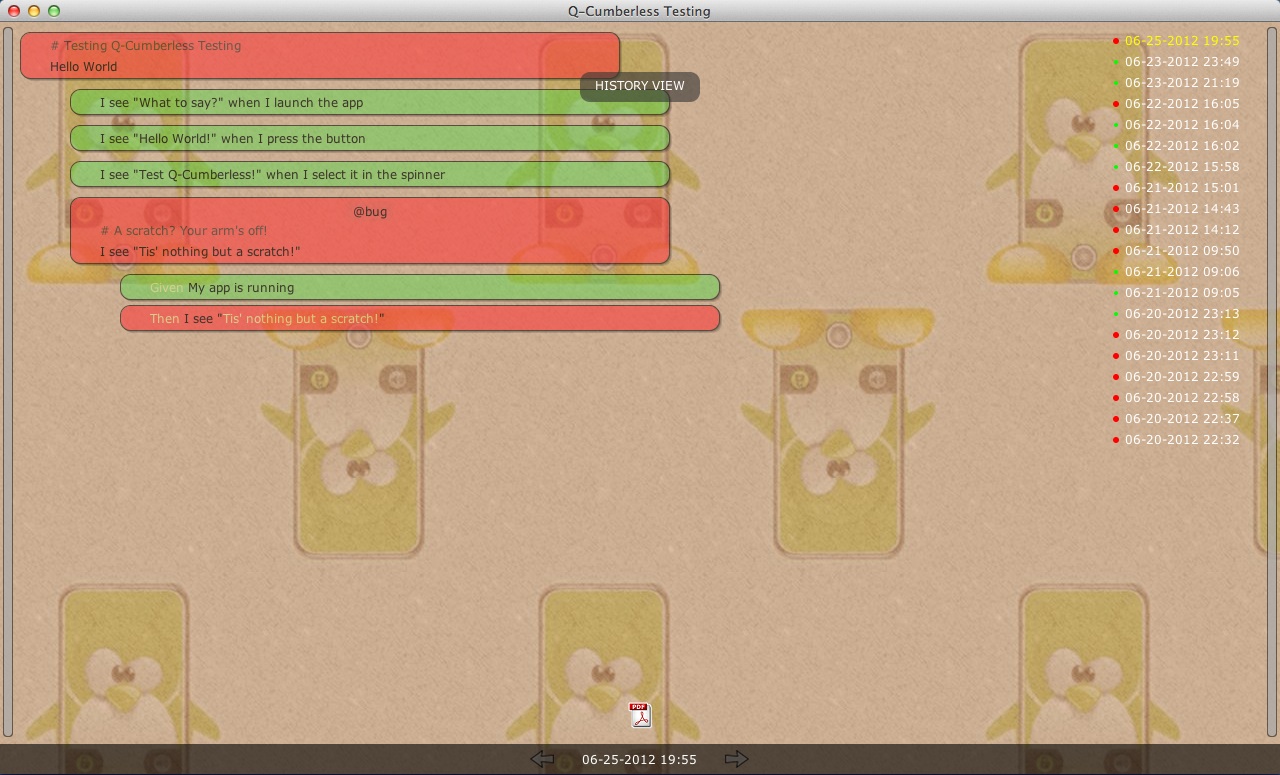 Q-Cumberless Testing
# Testing Q-Cumberless Testing
Hello World
HISTORY VIEW
I see "What to say?" when I launch the app
I see "Hello World!" when I press the button
I see "Test Q-Cumberless!" when I select it in the spinner
@bug
# A scratch? Your arm's off!
I see "Tis' nothing but a scratch!"
Given My app is running
Then I see "Tis' nothing but a scratch!"
06-25-2012 19:55
06-23-2012 23:49
06-23-2012 21:19
06-22-2012 16:05
06-22-2012 16:04
06-22-2012 16:02
06-22-2012 15:58
06-21-2012 15:01
06-21-2012 14:43
06-21-2012 14:12
06-21-2012 09:50
06-21-2012 09:06
06-21-2012 09:05
06-20-2012 23:13
06-20-2012 23:12
06-20-2012 23:11
06-20-2012 22:59
06-20-2012 22:58
06-20-2012 22:37
06-20-2012 22:32
PDF
06-25-2012 19:55